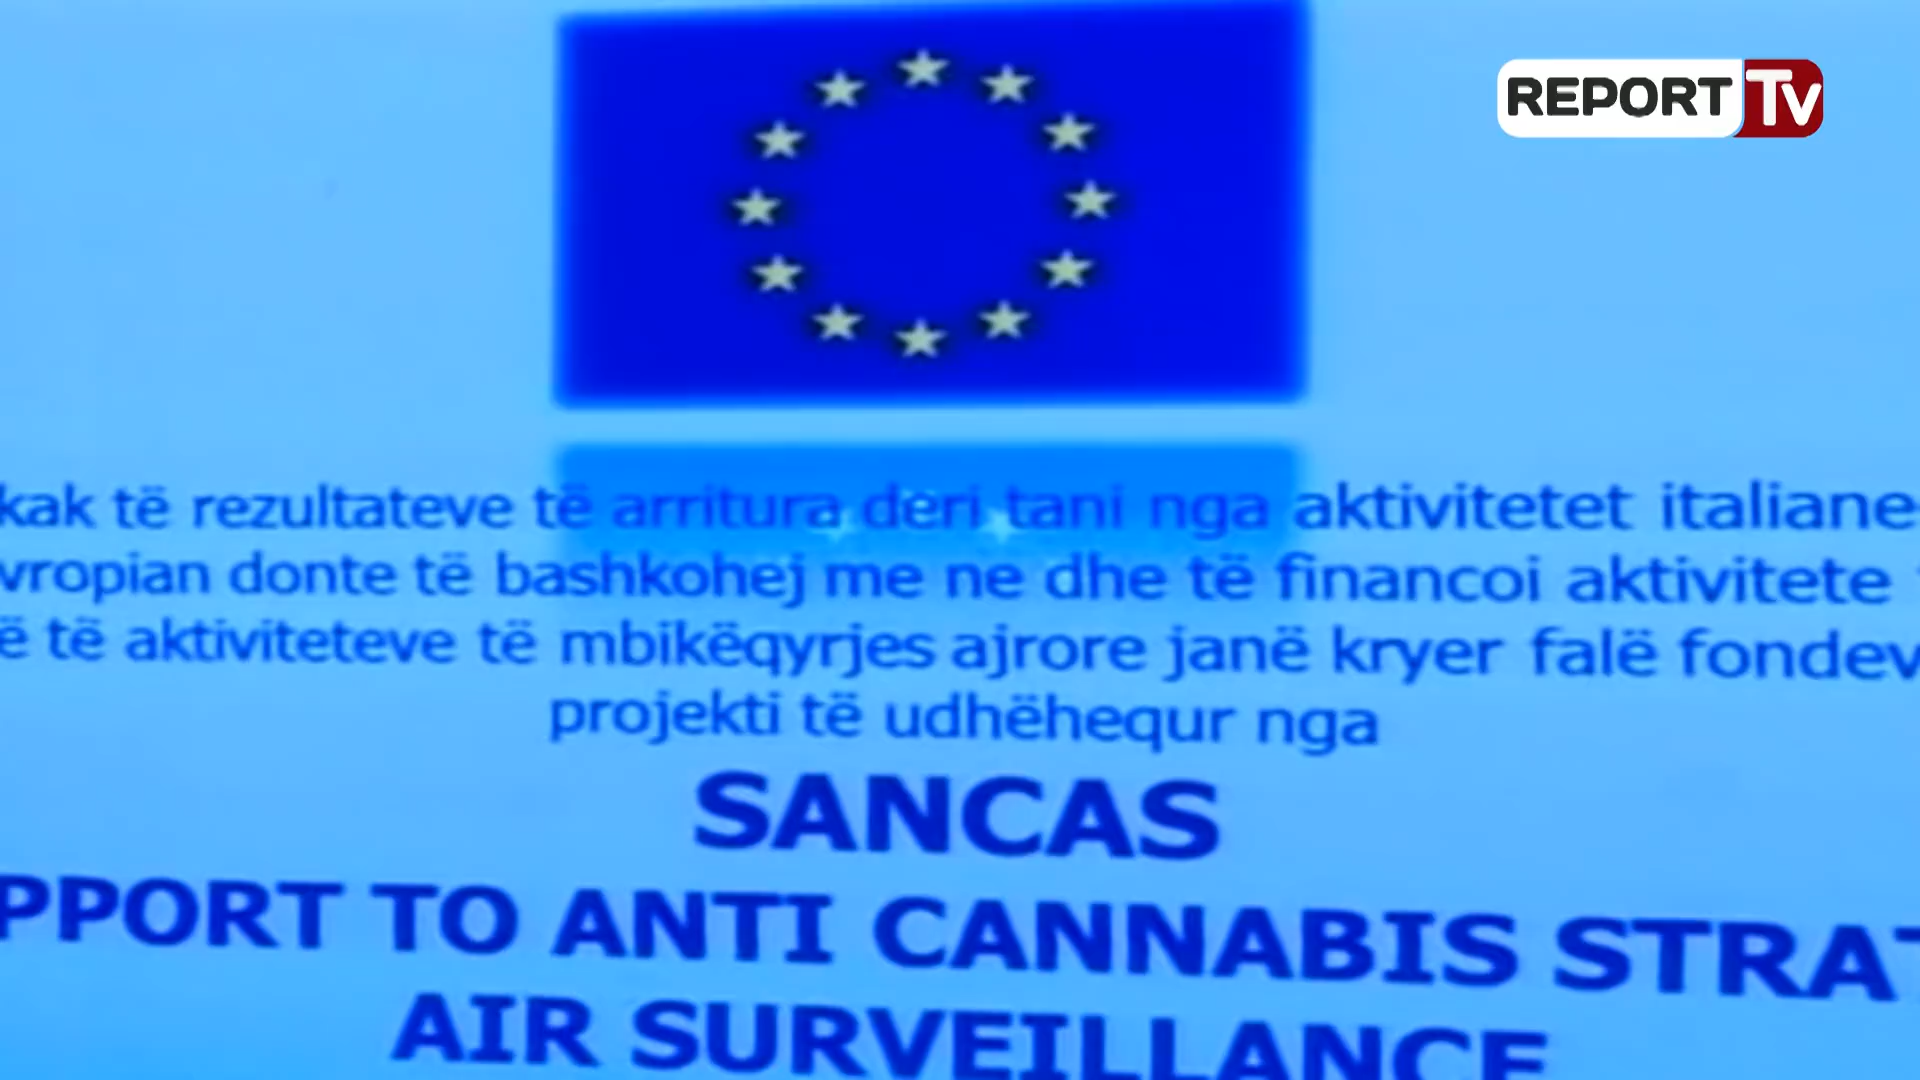 REPORT TV
kak të rezultateve të arritura deri tani nga aktivitetet italiane
vropian donte të bashkohej me ne dhe të financoi aktivitete
ë të aktiviteteve të mbikëqyrjes ajrore janë kryer falë fondev
projekti të udhëhequr nga
SANCAS
PPORT TO ANTI CANNABIS STRAT
AIR SURVEILLANCE